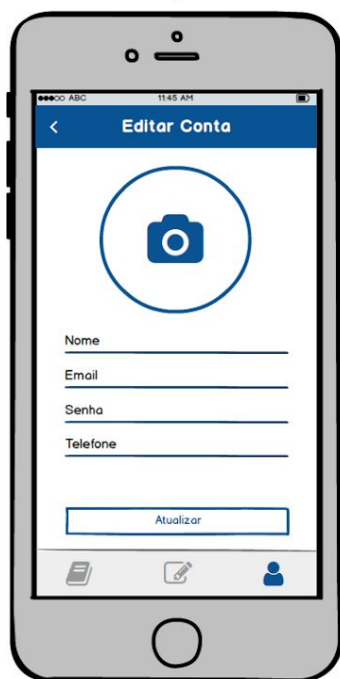 ABC 11:45 AM
Editar Conta
Nome
Email
Senha
Telefone
Atualizar